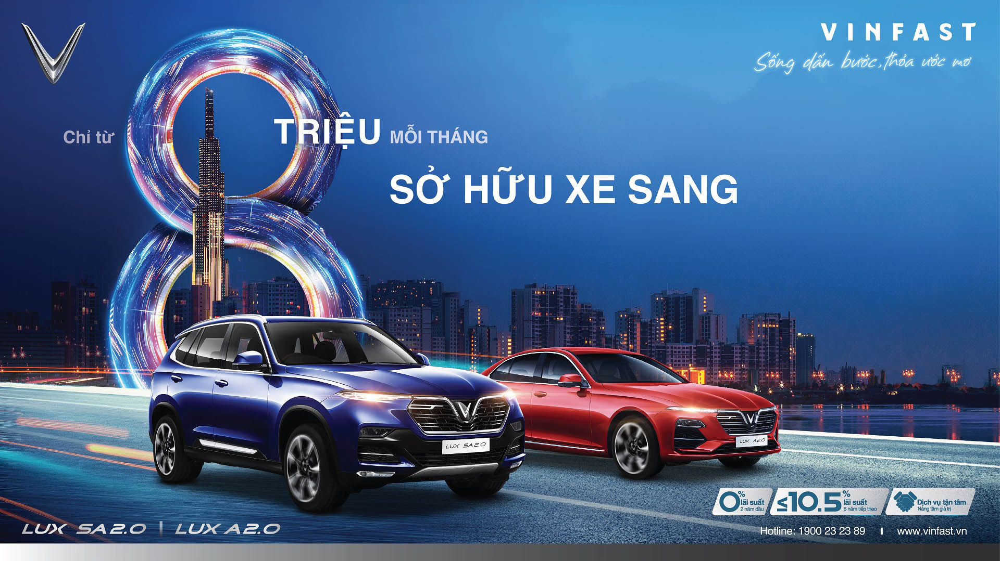 VINFAST
Sống dấn bước, thỏa ước mơ
Chỉ từ 8 TRIỆU MỖI THÁNG
SỞ HỮU XE SANG
LUX SA2.0
LUX A2.0
0% lãi suất
2 năm đầu
≤10.5% lãi suất
6 năm tiếp theo
Dịch vụ tận tâm
Nâng tầm giá trị
LUX SA2.0 | LUX A2.0
Hotline: 1900 23 23 89 | www.vinfast.vn